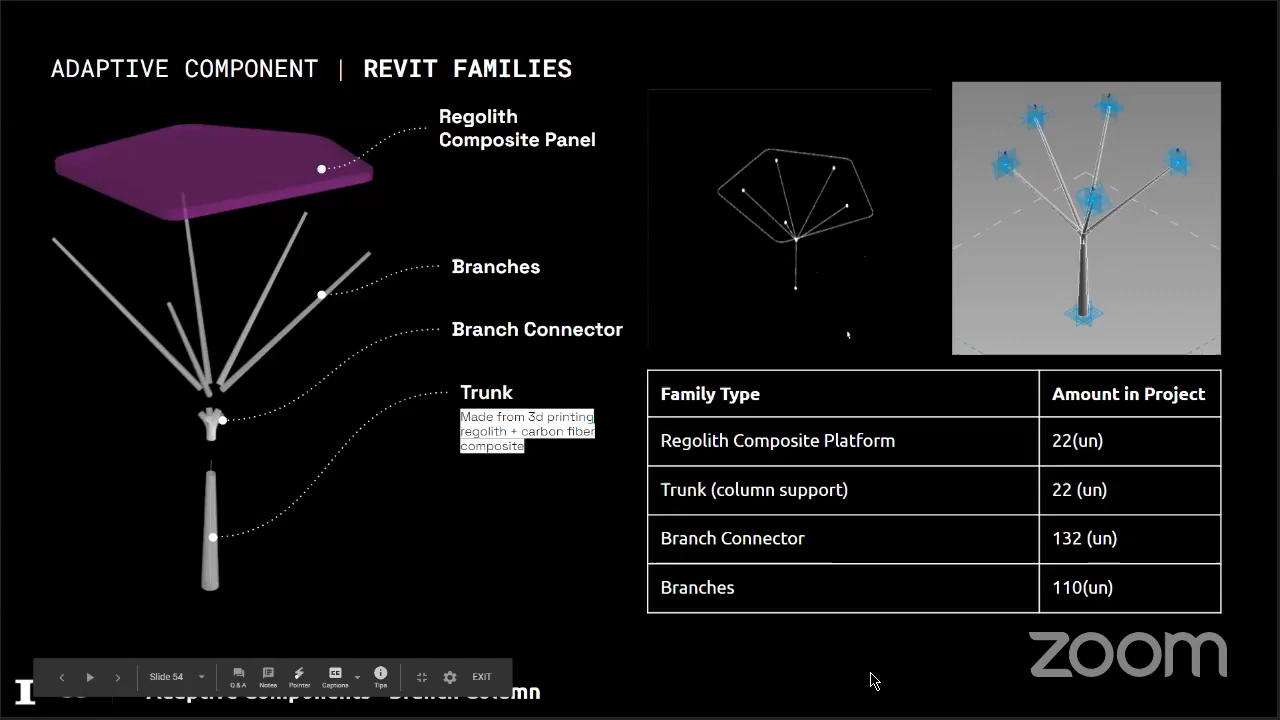 ADAPTIVE COMPONENT | REVIT FAMILIES
Regolith
Composite Panel
Branches
Branch Connector
Trunk
Made from 3d printing
regolith + carbon fiber
composite
Family Type Amount in Project
Regolith Composite Platform 22(un)
Trunk (column support) 22 (un)
Branch Connector 132 (un)
Branches 110(un)
zoom
Slide 54
Q & A
Notes
Pointer
CC
Captions
Tips
EXIT
Adaptive Components Branch Column